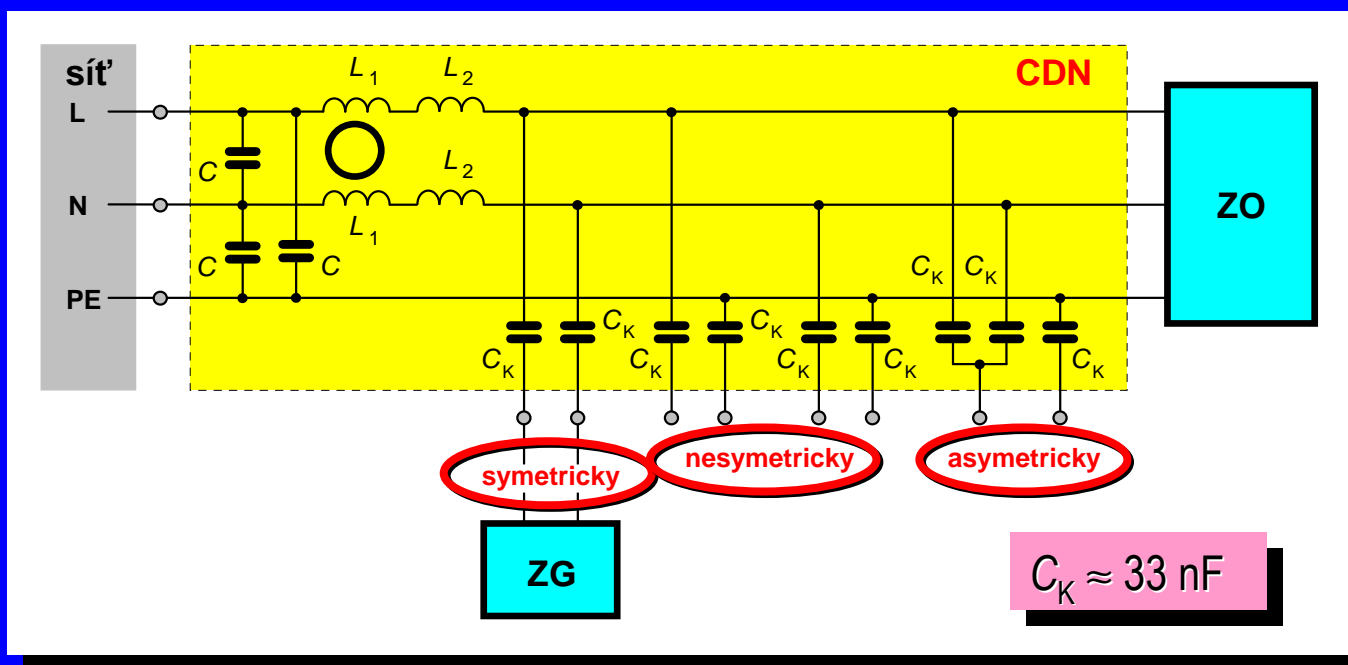 síť
CDN
L
L1
L2
C
L2
N
ZO
L1
C
C
CK
CK
PE
CK
CK
CK
CK
CK
CK
CK
symetricky
nesymetricky
asymetricky
ZG
CK ≈ 33 nF